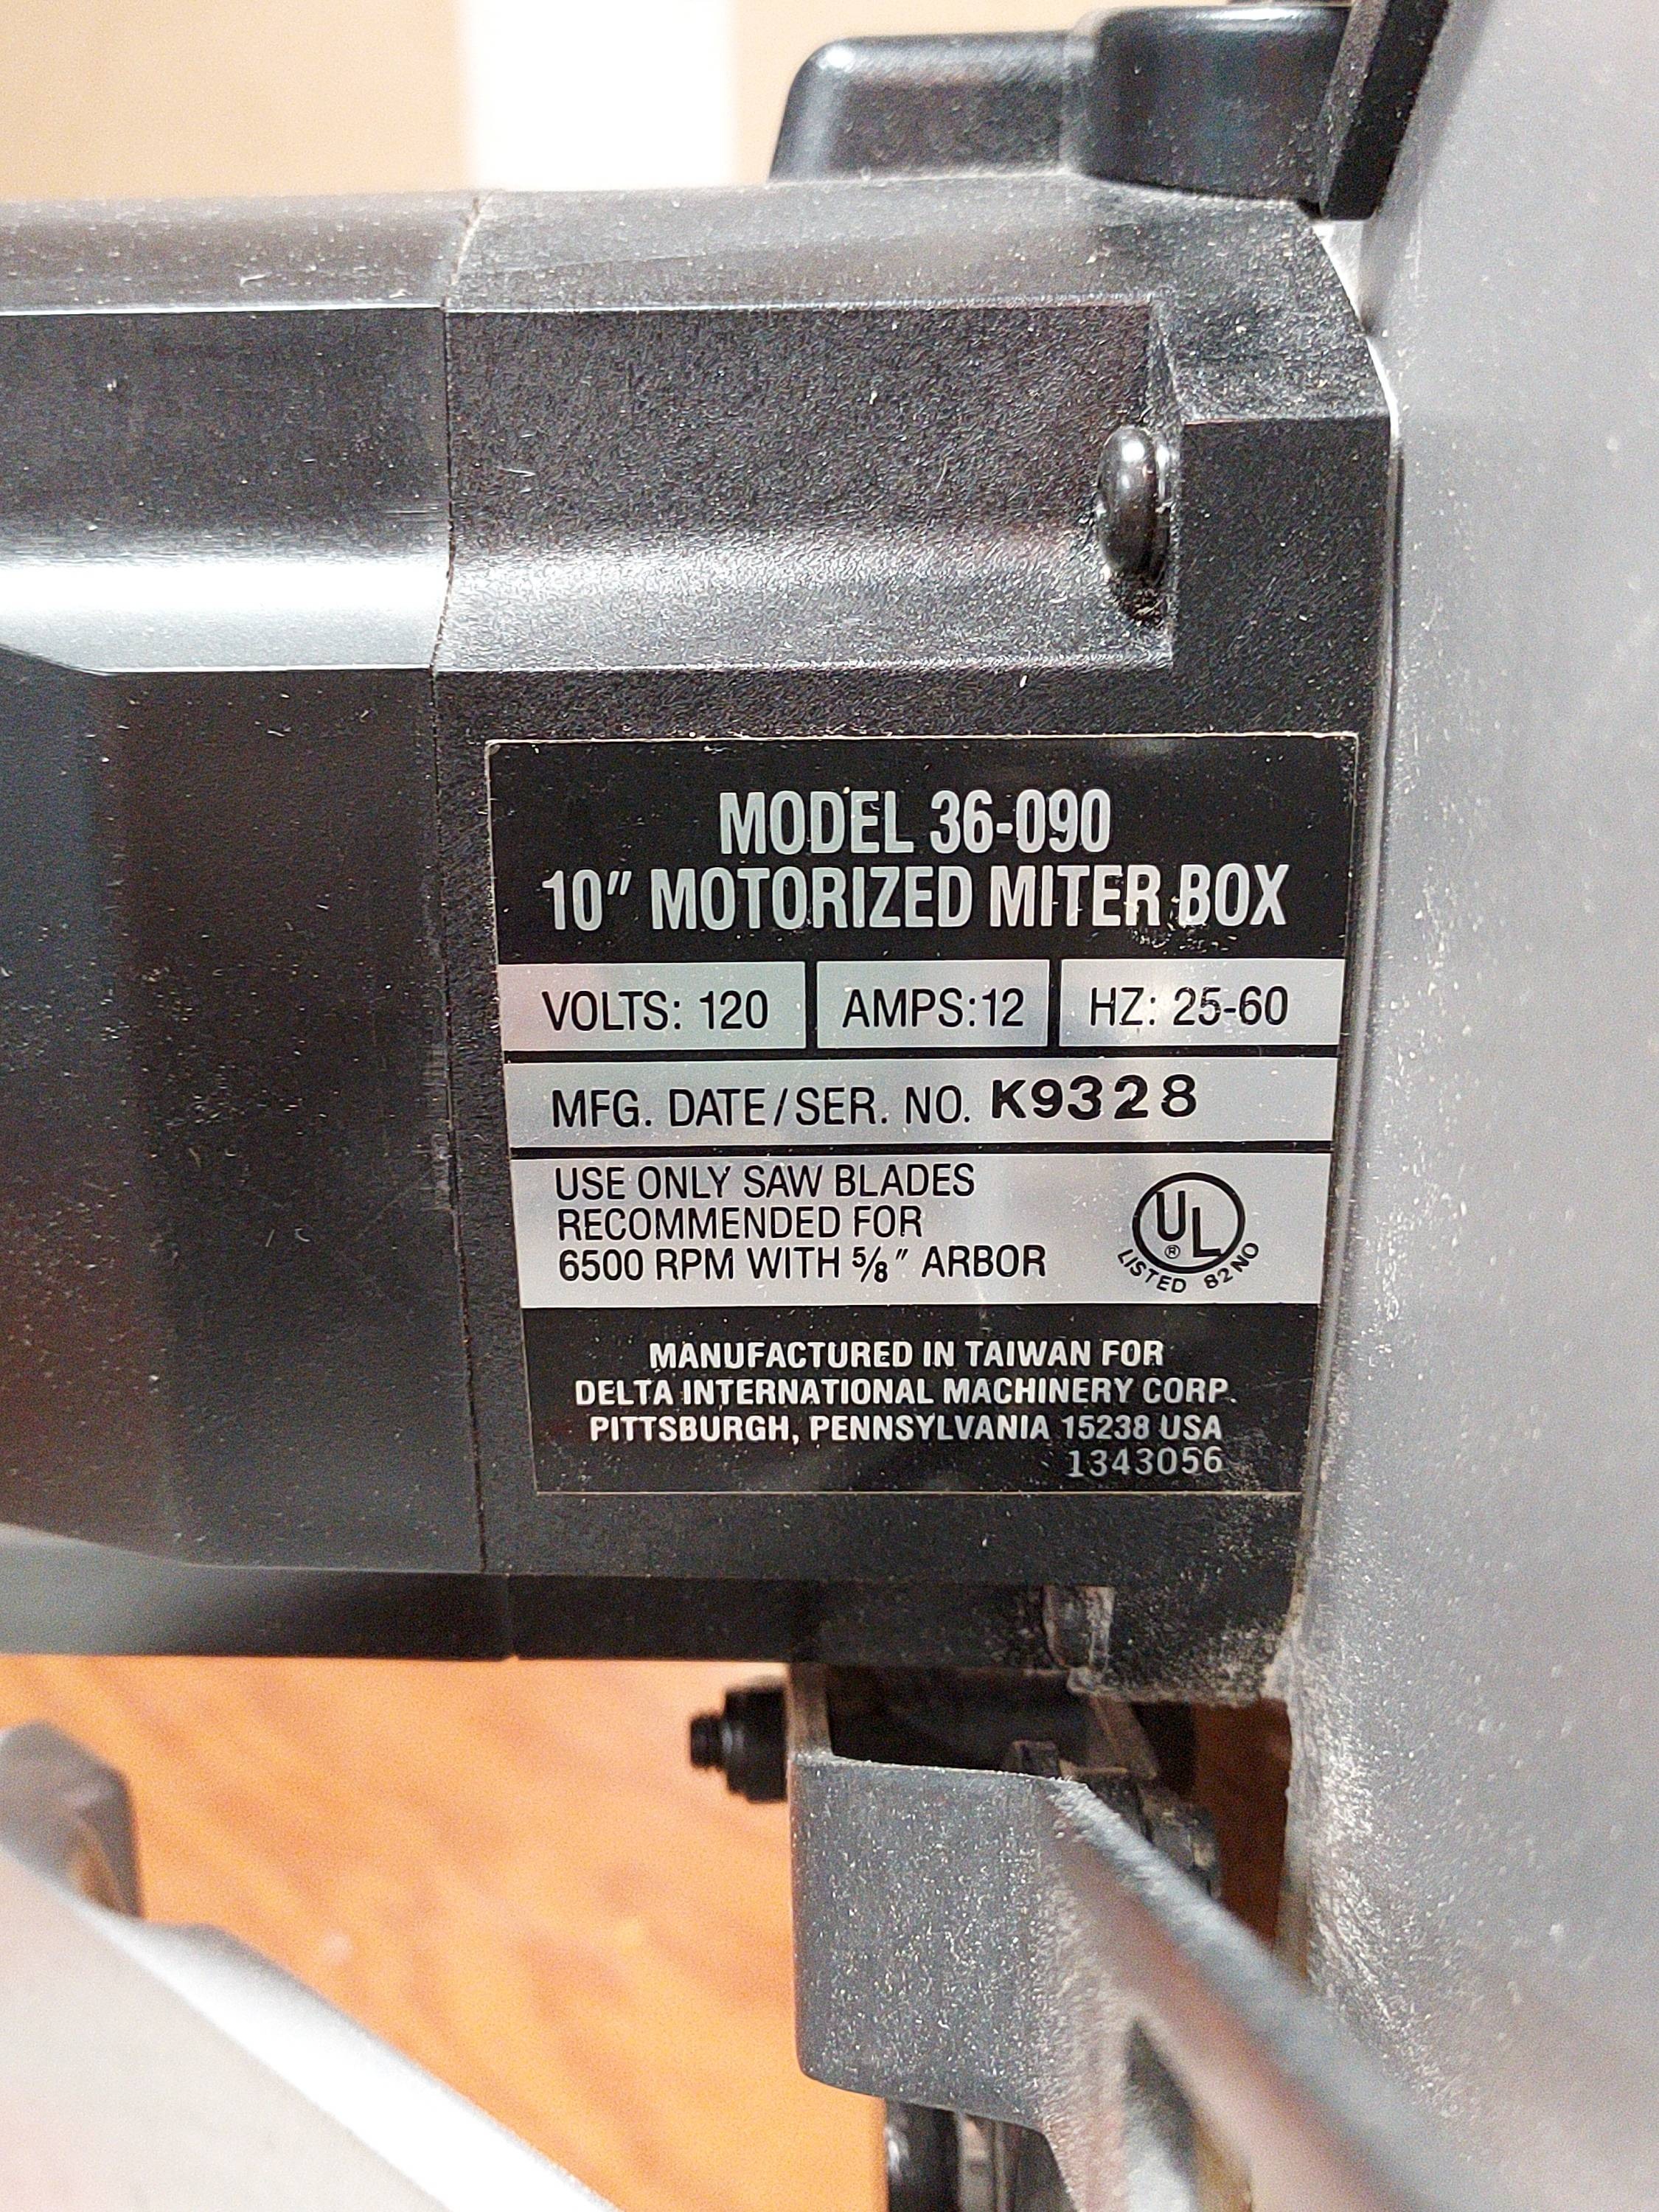 MODEL 36-090
10" MOTORIZED MITER BOX
VOLTS: 120 AMPS:12 HZ: 25-60
MFG. DATE/SER. NO. K9328
USE ONLY SAW BLADES
RECOMMENDED FOR
6500 RPM WITH 5/8" ARBOR
UL
®
LISTED 82NO
MANUFACTURED IN TAIWAN FOR
DELTA INTERNATIONAL MACHINERY CORP.
PITTSBURGH, PENNSYLVANIA 15238 USA
1343056